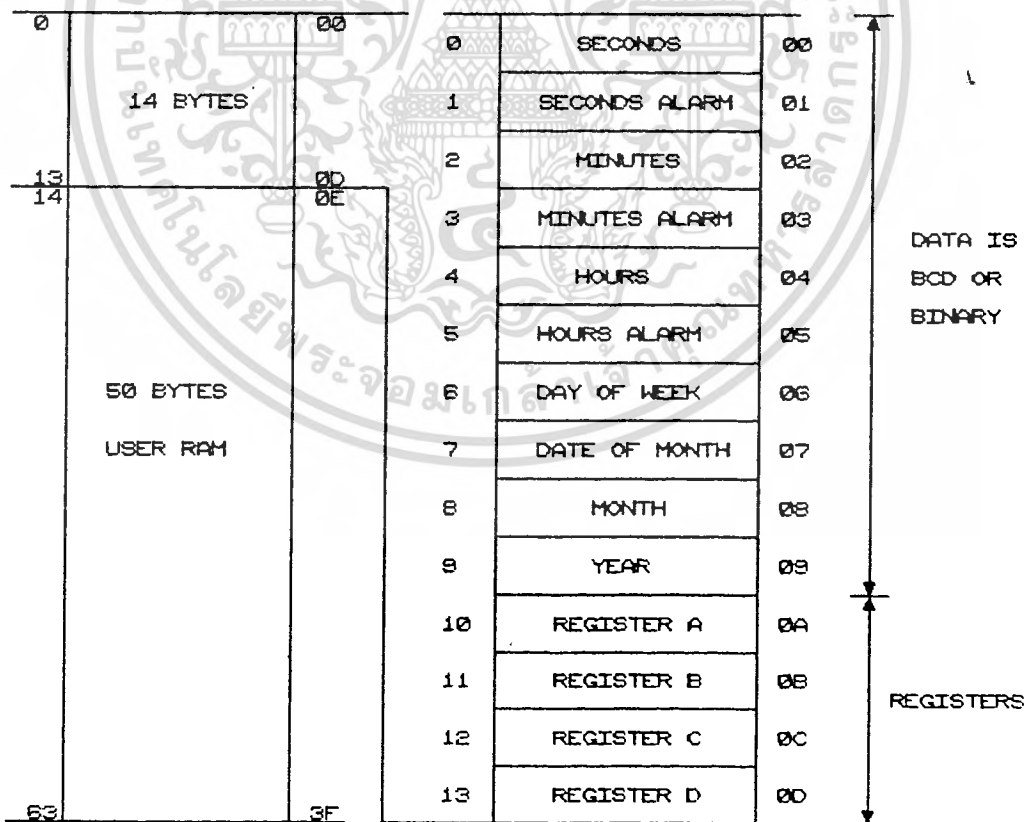 0 00
14 BYTES
13 0D
14 0E
50 BYTES
USER RAM
63 3F
0 SECONDS 00
1 SECONDS ALARM 01
2 MINUTES 02
3 MINUTES ALARM 03
4 HOURS 04
5 HOURS ALARM 05
6 DAY OF WEEK 06
7 DATE OF MONTH 07
8 MONTH 08
9 YEAR 09
10 REGISTER A 0A
11 REGISTER B 0B
12 REGISTER C 0C
13 REGISTER D 0D
DATA IS
BCD OR
BINARY
REGISTERS